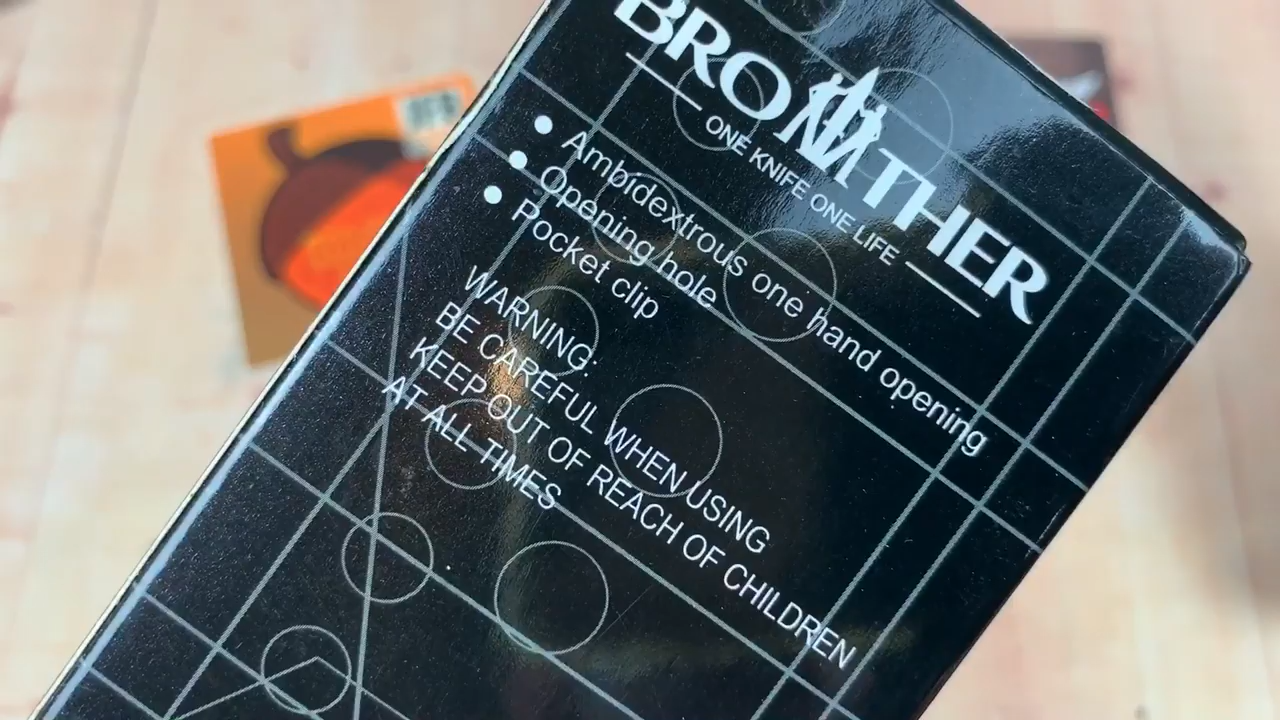 BROTHER
ONE KNIFE ONE LIFE
• Ambidextrous one hand opening
• Opening hole
• Pocket clip
WARNING:
BE CAREFUL WHEN USING
KEEP OUT OF REACH OF CHILDREN
AT ALL TIMES